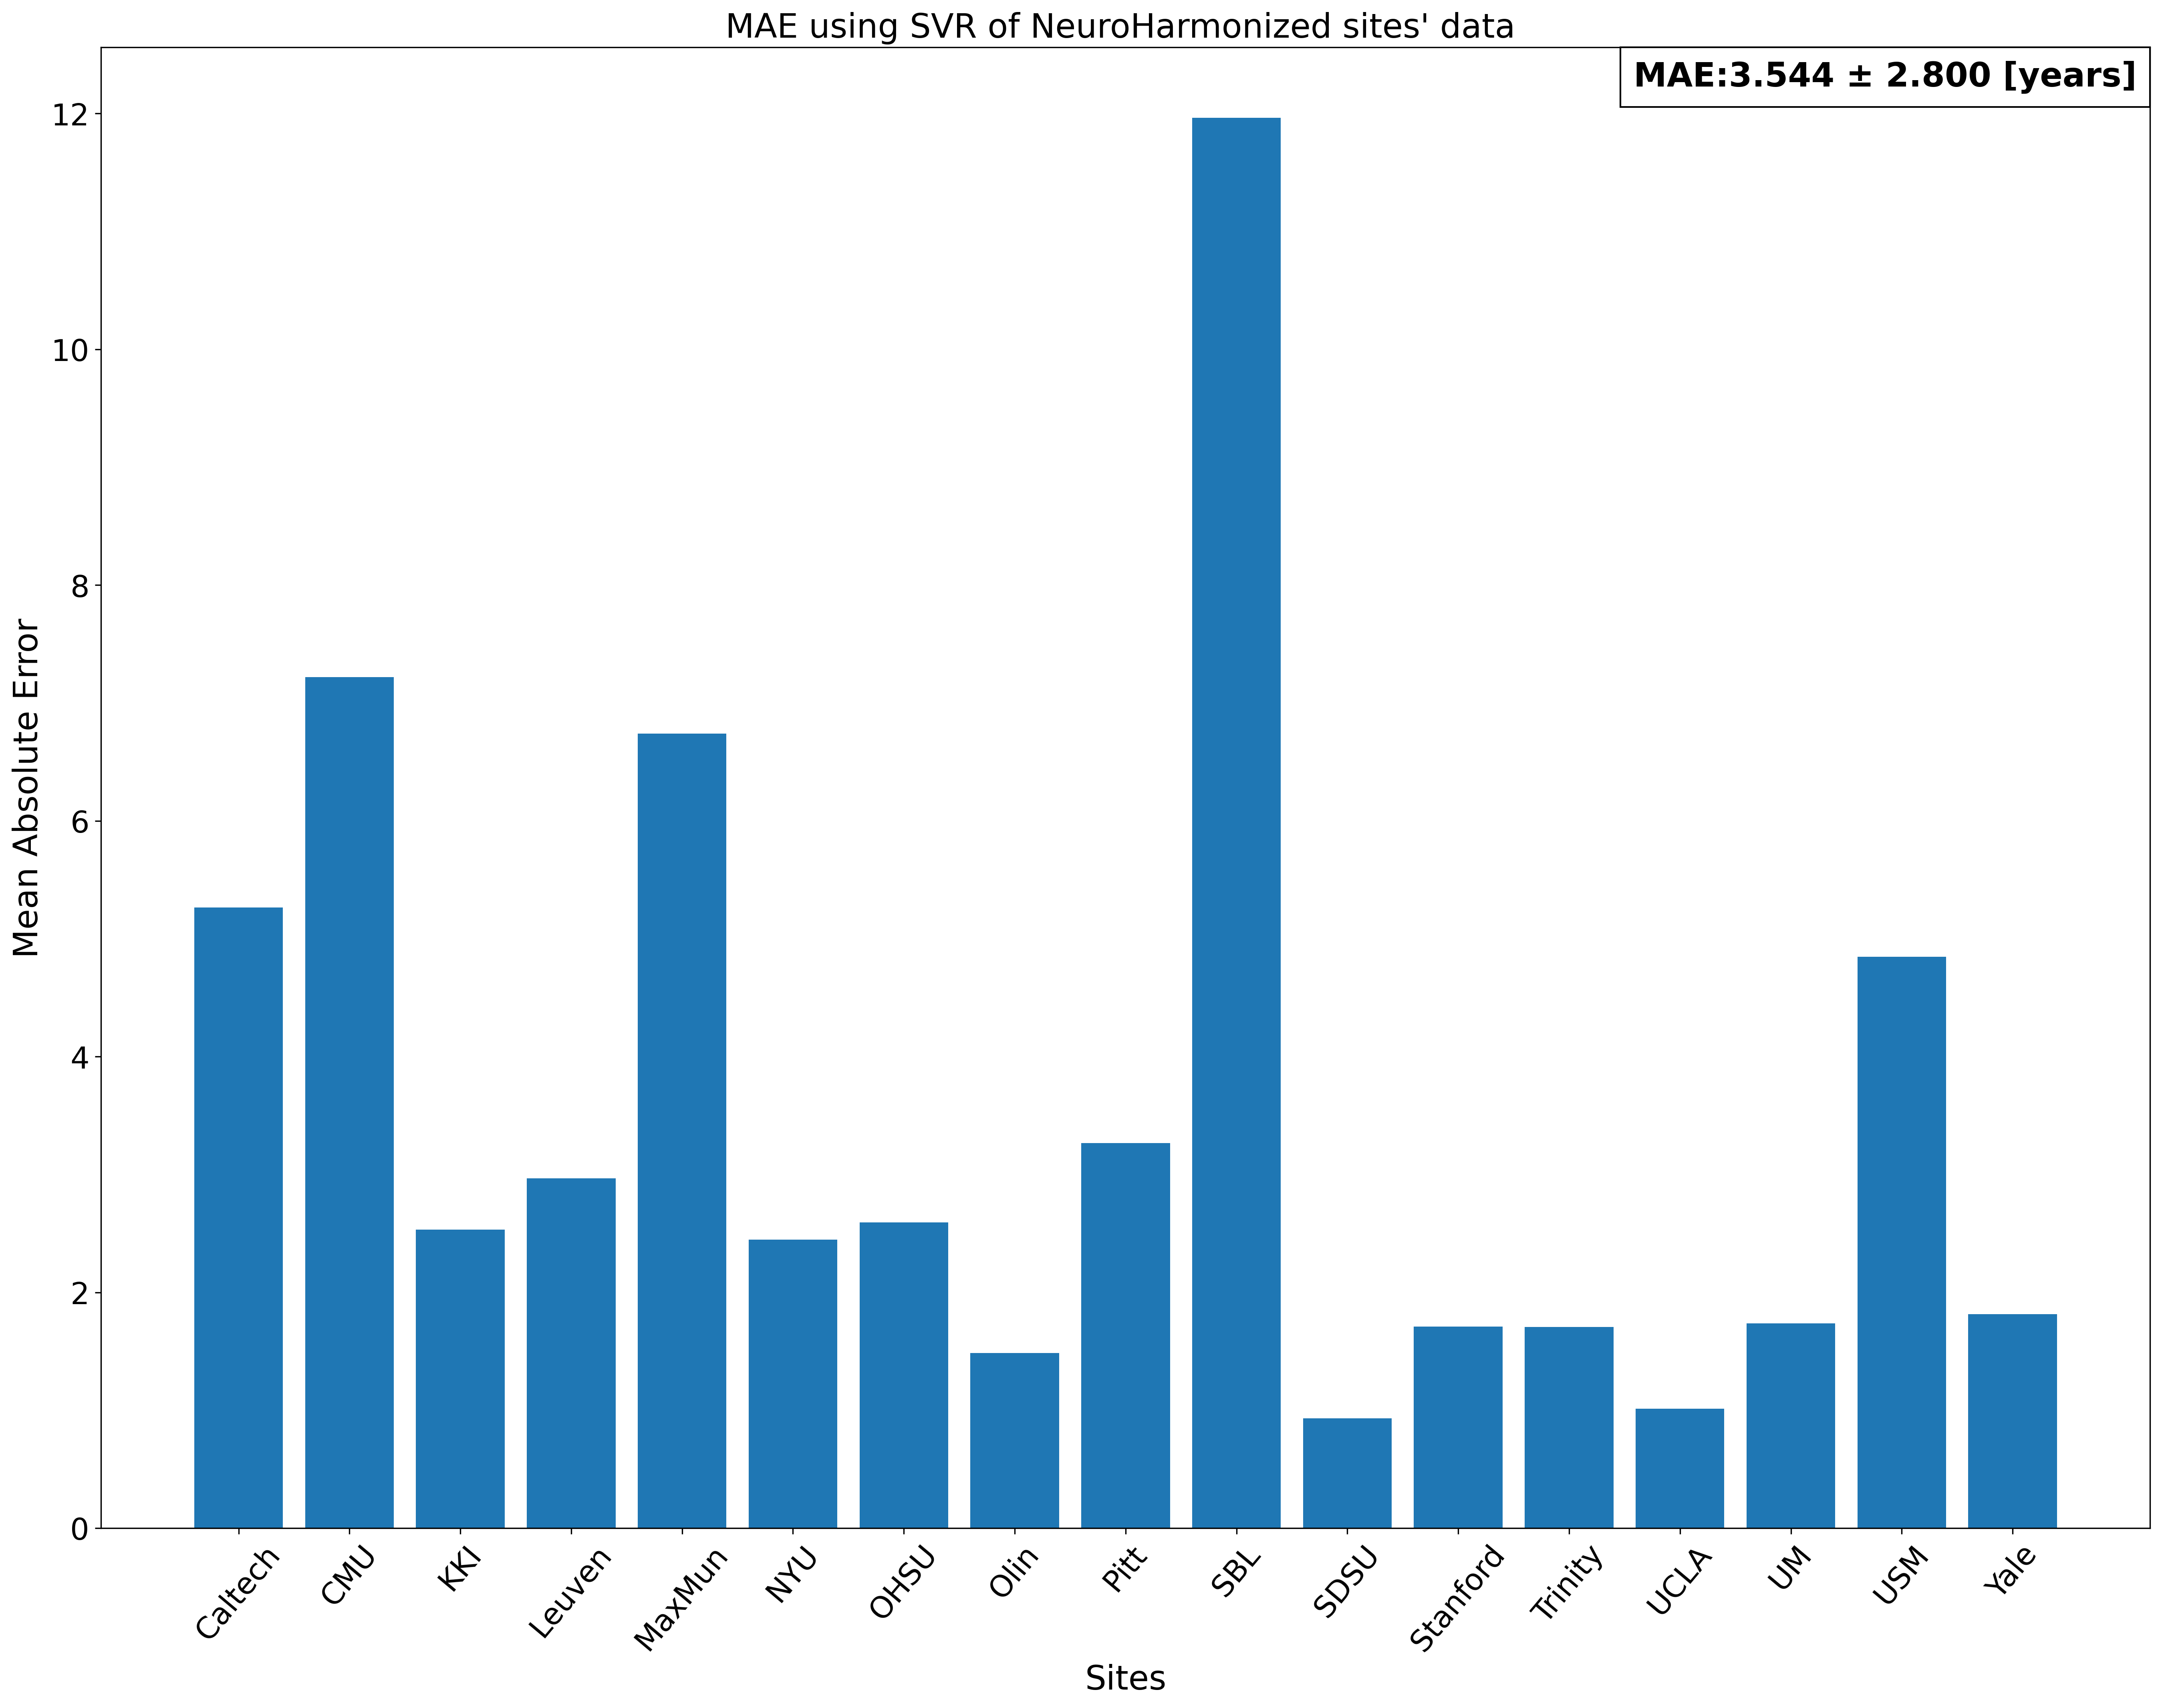 MAE using SVR of NeuroHarmonized sites' data
MAE:3.544 ± 2.800 [years]
Mean Absolute Error
12
10
8
6
4
2
0
Caltech
CMU
KKI
Leuven
MaxMun
NYU
OHSU
Olin
Pitt
SBL
SDSU
Stanford
Trinity
UCLA
UM
USM
Yale
Sites